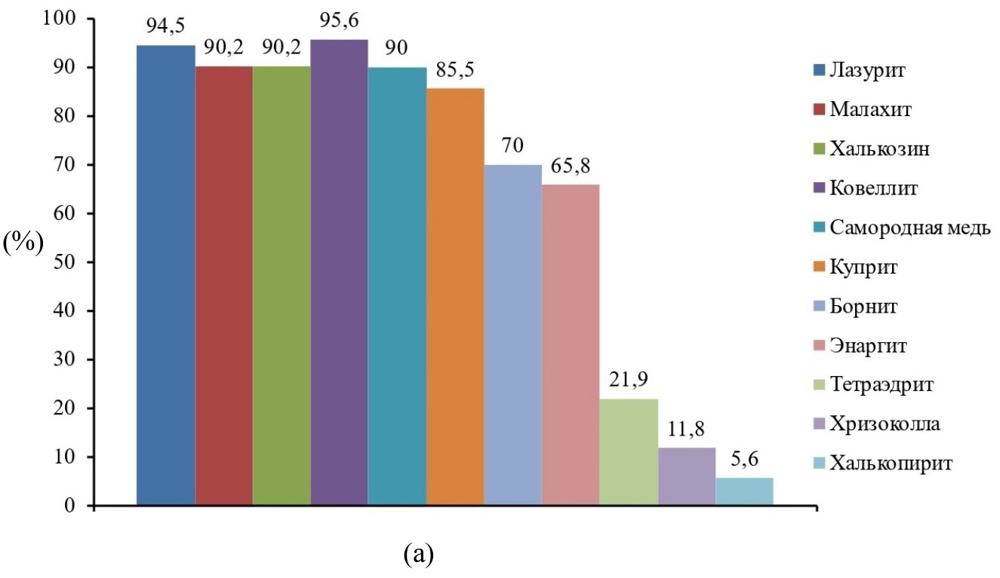 100
90
80
70
60
50
40
30
20
10
0
(%)
94,5
90,2
90,2
95,6
90
85,5
70
65,8
21,9
11,8
5,6
Лазурит
Малахит
Халькозин
Ковеллит
Самородная медь
Куприт
Борнит
Энаргит
Тетраэдрит
Хризоколла
Халькопирит
(a)